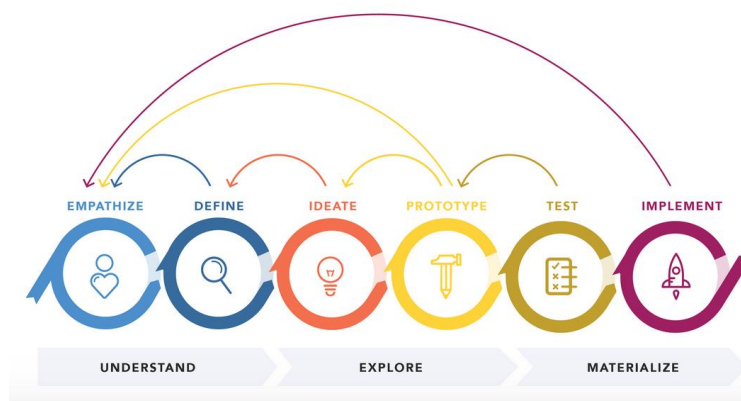 EMPATHIZE DEFINE IDEATE PROTOTYPE TEST IMPLEMENT
UNDERSTAND EXPLORE MATERIALIZE